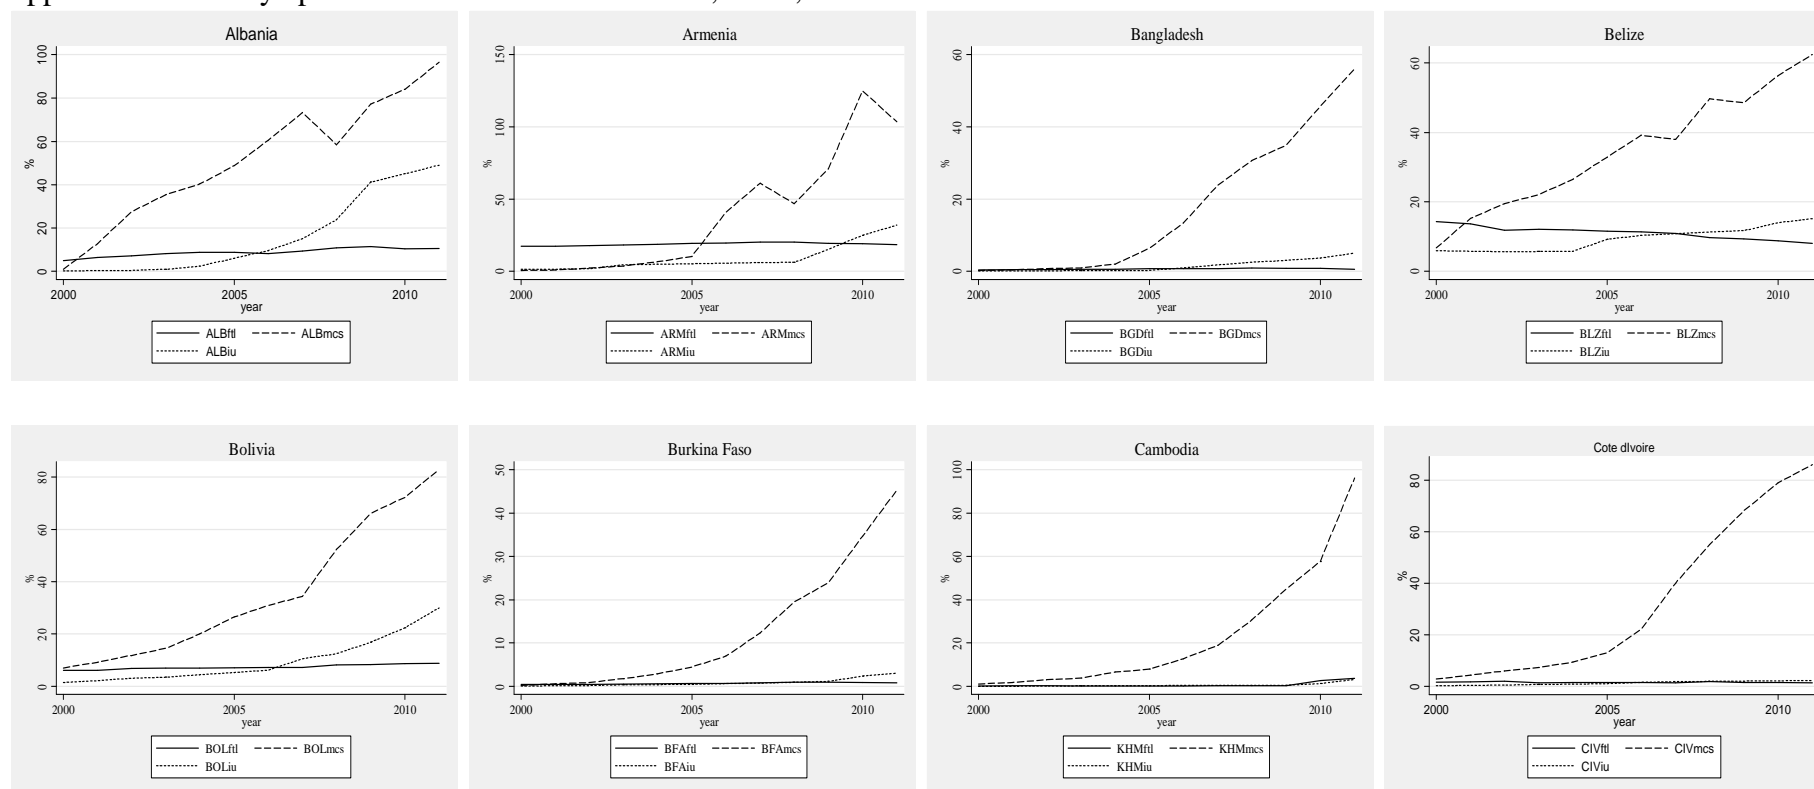 Albania
100
80
60
40
20
0
%
2000 2005 2010
year
ALBftl ALBmcs
ALBiu
Armenia
150
100
50
0
%
2000 2005 2010
year
ARMftl ARMmcs
ARMiu
Bangladesh
60
40
20
0
%
2000 2005 2010
year
BGDftl BGDmcs
BGDiu
Belize
60
40
20
0
%
2000 2005 2010
year
BLZftl BLZmcs
BLZiu
Bolivia
80
60
40
20
0
%
2000 2005 2010
year
BOLftl BOLmcs
BOLiu
Burkina Faso
50
40
30
20
10
0
%
2000 2005 2010
year
BFAftl BFAmcs
BFAiu
Cambodia
100
80
60
40
20
0
%
2000 2005 2010
year
KHMftl KHMmcs
KHMiu
Cote dIvoire
80
60
40
20
0
%
2000 2005 2010
year
CIVftl CIVmcs
CIViu